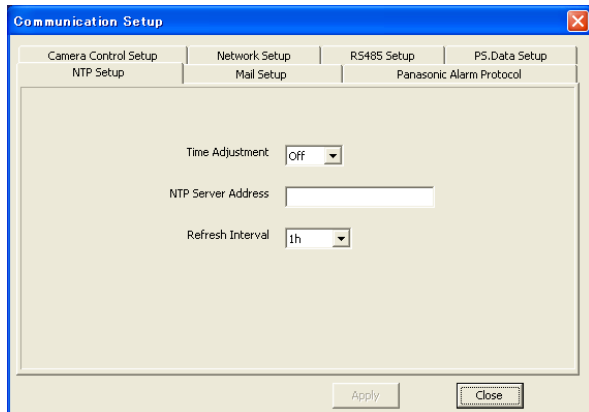 Communication Setup
Camera Control Setup Network Setup RS485 Setup PS.Data Setup
NTP Setup Mail Setup Panasonic Alarm Protocol
Time Adjustment Off
NTP Server Address
Refresh Interval 1h
Apply Close